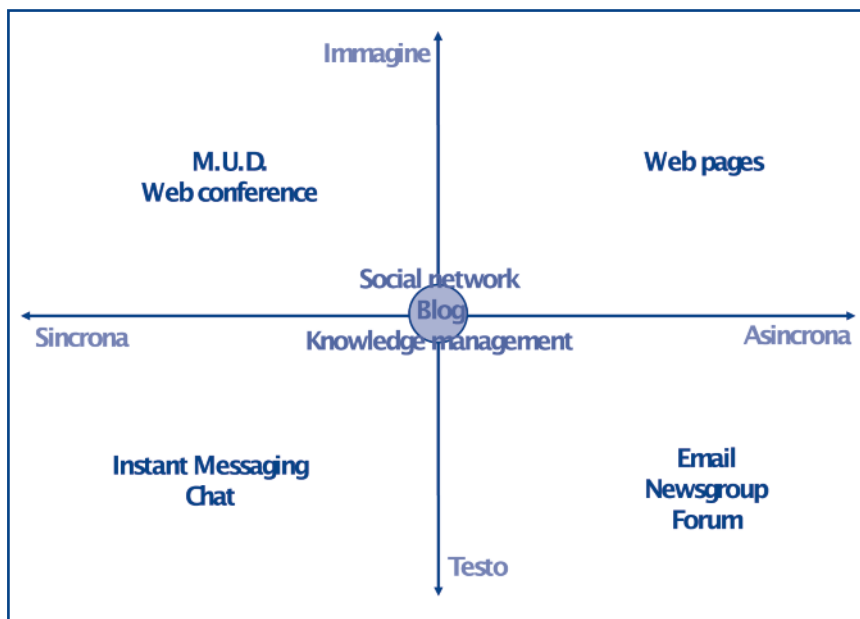 Immagine
M.U.D.
Web conference
Web pages
Social network
Blog
Knowledge management
Sincrona
Asincrona
Instant Messaging
Chat
Email
Newsgroup
Forum
Testo